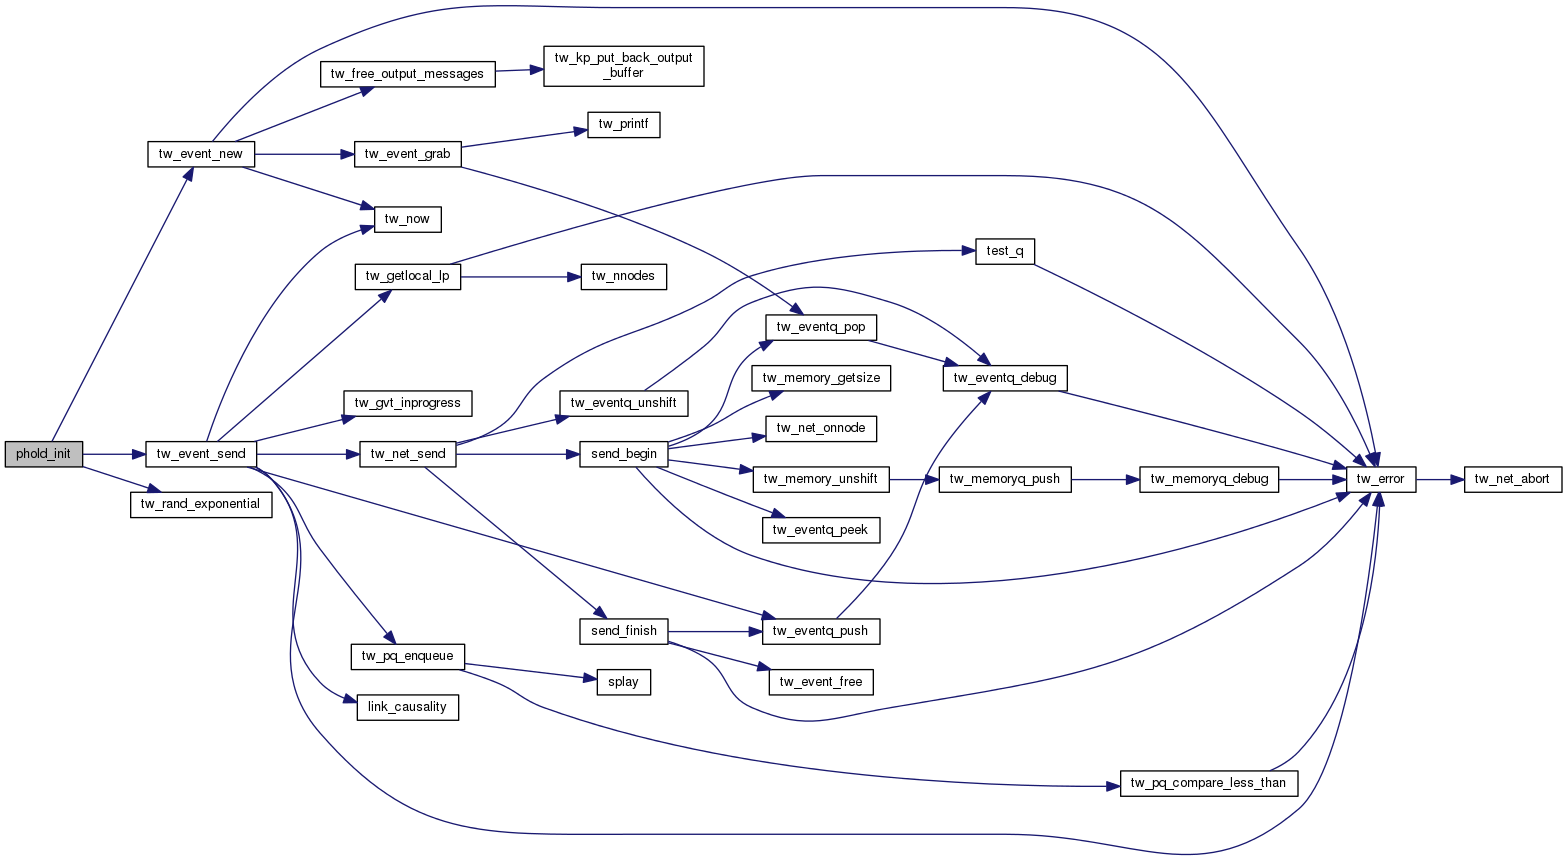 tw_kp_put_back_output
_buffer
tw_free_output_messages
tw_printf
tw_event_new
tw_event_grab
tw_now
test_q
tw_getlocal_lp
tw_nnodes
tw_eventq_pop
tw_memory_getsize
tw_eventq_debug
tw_gvt_inprogress
tw_eventq_unshift
tw_net_onnode
phold_init
tw_event_send
tw_net_send
send_begin
tw_memory_unshift
tw_memoryq_push
tw_memoryq_debug
tw_error
tw_net_abort
tw_rand_exponential
tw_eventq_peek
send_finish
tw_eventq_push
tw_pq_enqueue
splay
tw_event_free
link_causality
tw_pq_compare_less_than